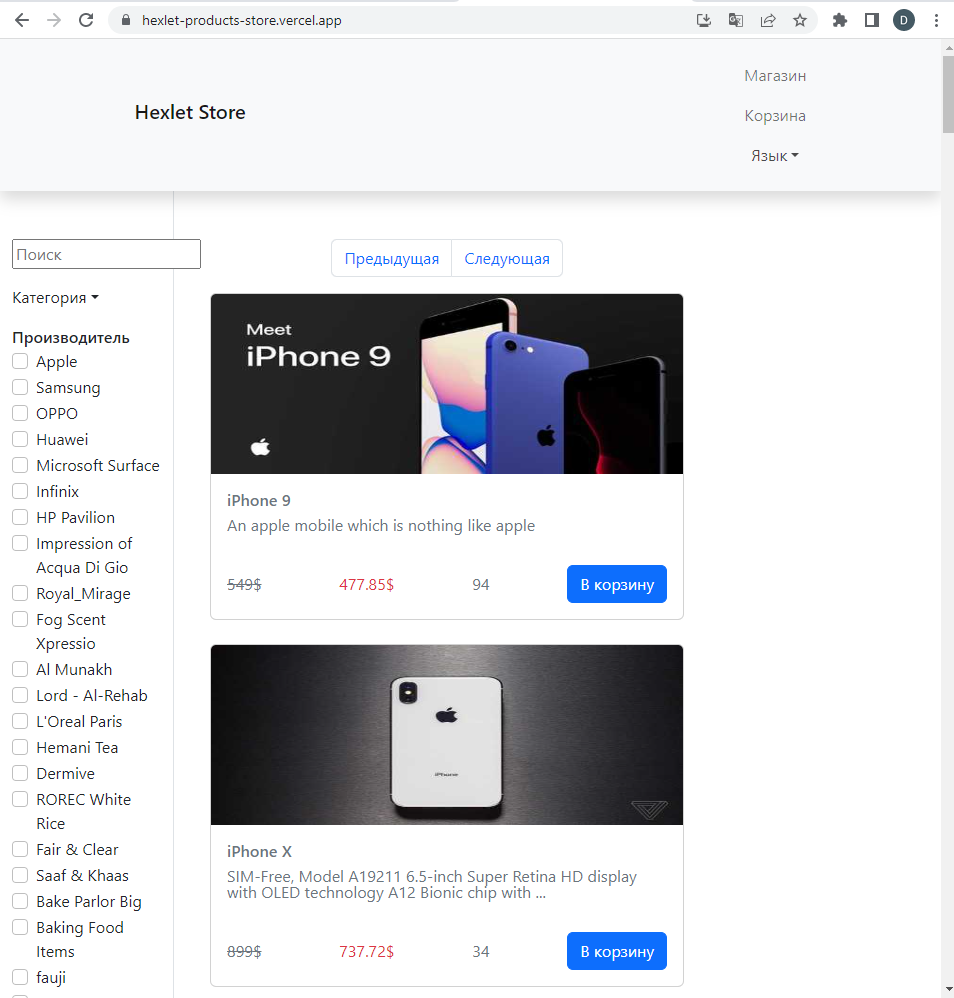 hexlet-products-store.vercel.app
D
Hexlet Store
Магазин
Корзина
Язык
Поиск
Категория
Производитель
Apple
Samsung
OPPO
Huawei
Microsoft Surface
Infinix
HP Pavilion
Impression of
Acqua Di Gio
Royal_Mirage
Fog Scent
Xpressio
Al Munakh
Lord - Al-Rehab
L'Oreal Paris
Hemani Tea
Dermive
ROREC White
Rice
Fair & Clear
Saaf & Khaas
Bake Parlor Big
Baking Food
Items
fauji
Предыдущая Следующая
Meet
iPhone 9
iPhone 9
An apple mobile which is nothing like apple
549$ 477.85$ 94 В корзину
iPhone
iPhone X
SIM-Free, Model A19211 6.5-inch Super Retina HD display
with OLED technology A12 Bionic chip with ...
899$ 737.72$ 34 В корзину